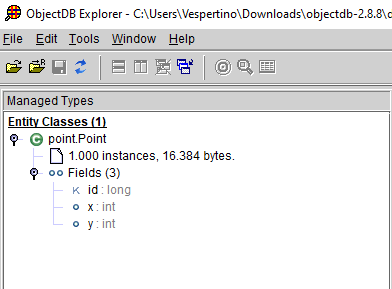 ObjectDB Explorer - C:\Users\Vespertino\Downloads\objectdb-2.8.8\
File Edit Tools Window Help
Managed Types
Entity Classes (1)
point.Point
1.000 instances, 16.384 bytes.
Fields (3)
id : long
x : int
y : int